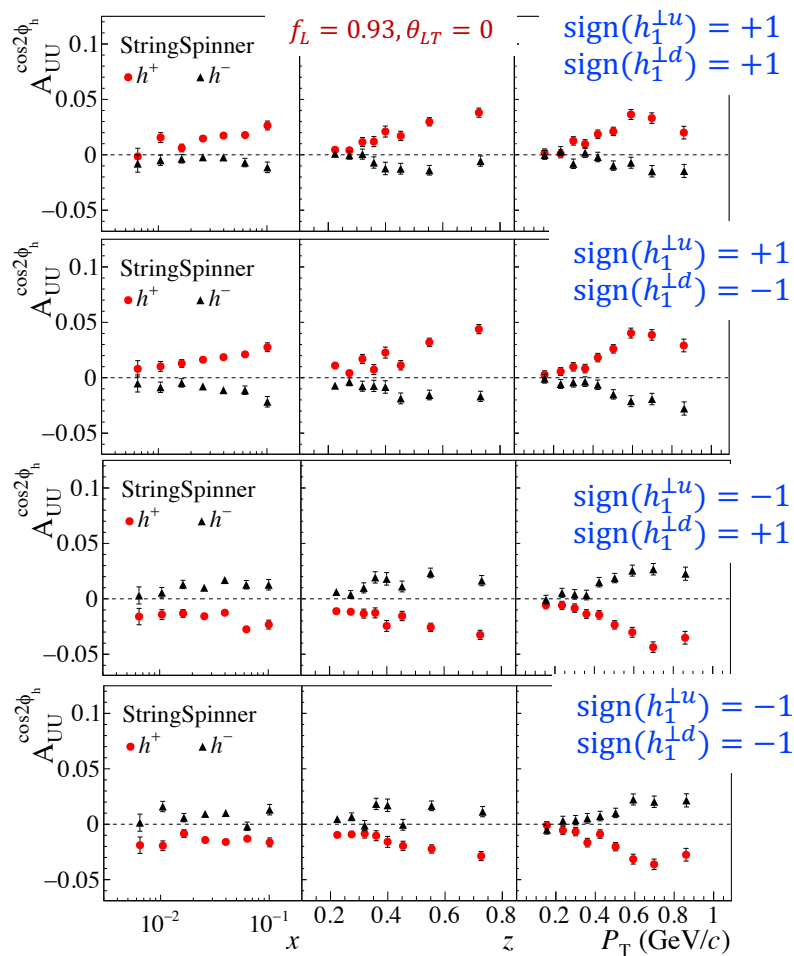 f_L = 0.93, θ_LT = 0
sign(h_1^{⊥u}) = +1
sign(h_1^{⊥d}) = +1
A_UU^{cos2ϕ_h}
StringSpinner
h⁺ h⁻
0.1
0.05
0
−0.05
sign(h_1^{⊥u}) = +1
sign(h_1^{⊥d}) = −1
A_UU^{cos2ϕ_h}
StringSpinner
h⁺ h⁻
0.1
0.05
0
−0.05
sign(h_1^{⊥u}) = −1
sign(h_1^{⊥d}) = +1
A_UU^{cos2ϕ_h}
StringSpinner
h⁺ h⁻
0.1
0.05
0
−0.05
sign(h_1^{⊥u}) = −1
sign(h_1^{⊥d}) = −1
A_UU^{cos2ϕ_h}
StringSpinner
h⁺ h⁻
0.1
0.05
0
−0.05
10⁻² 10⁻¹ 0.2 0.4 0.6 0.8 0 0.2 0.4 0.6 0.8 1
x z P_T (GeV/c)